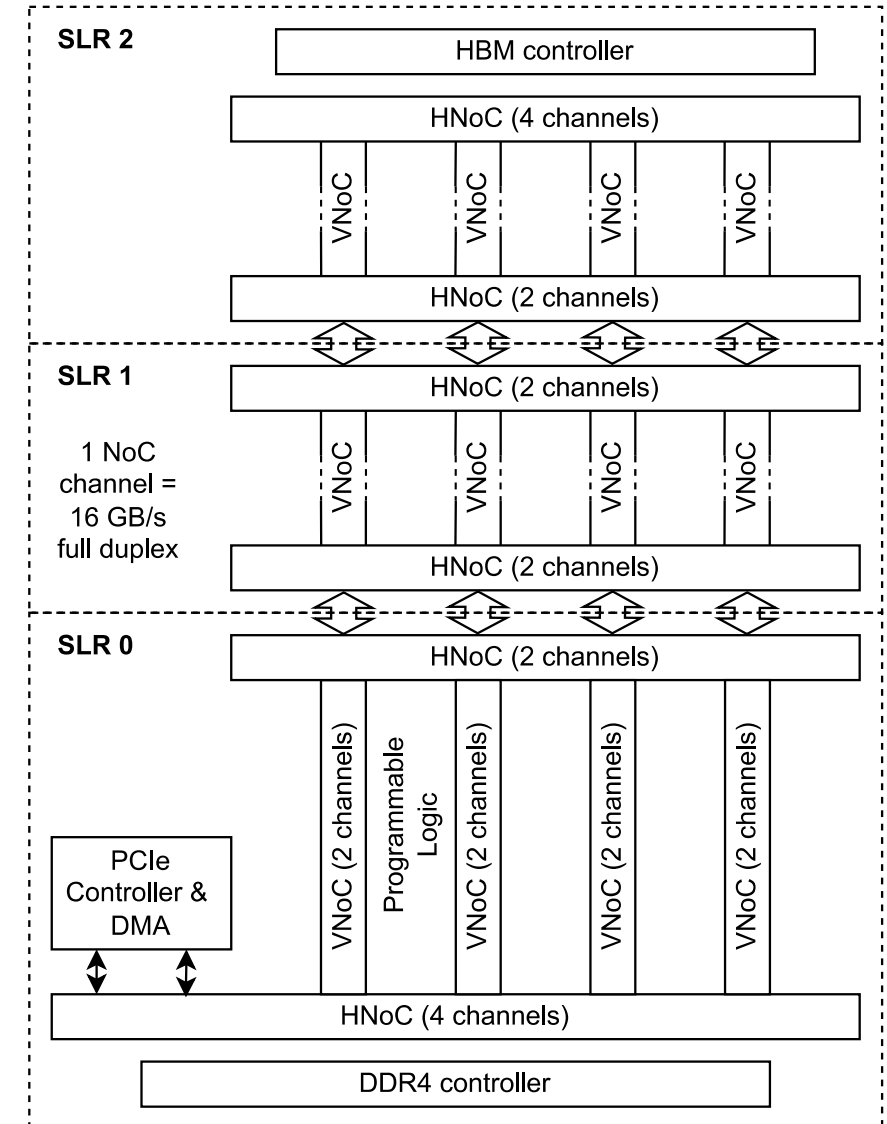 SLR 2
HBM controller
HNoC (4 channels)
VNoC
VNoC
VNoC
VNoC
HNoC (2 channels)
SLR 1
HNoC (2 channels)
1 NoC
channel =
16 GB/s
full duplex
VNoC
VNoC
VNoC
VNoC
HNoC (2 channels)
SLR 0
HNoC (2 channels)
VNoC (2 channels)
Programmable
Logic
VNoC (2 channels)
VNoC (2 channels)
VNoC (2 channels)
PCIe
Controller &
DMA
HNoC (4 channels)
DDR4 controller